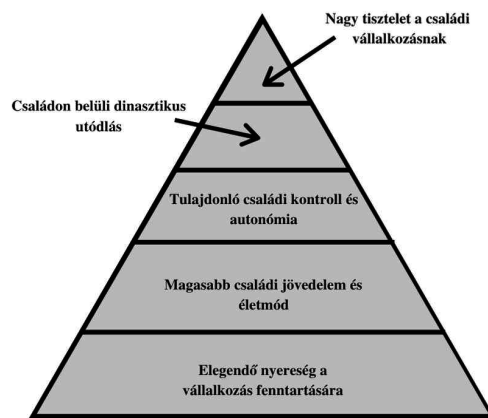 Nagy tisztelet a családi
vállalkozásnak
Családon belüli dinasztikus
utódlás
Tulajdonló családi kontroll és
autonómia
Magasabb családi jövedelem és
életmód
Elegendő nyereség a
vállalkozás fenntartására